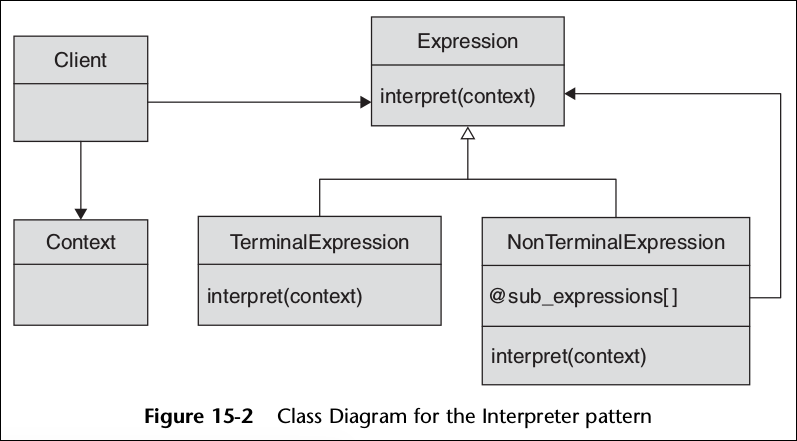 Client
Expression
interpret(context)
Context
TerminalExpression
interpret(context)
NonTerminalExpression
@sub_expressions[]
interpret(context)
Figure 15-2 Class Diagram for the Interpreter pattern